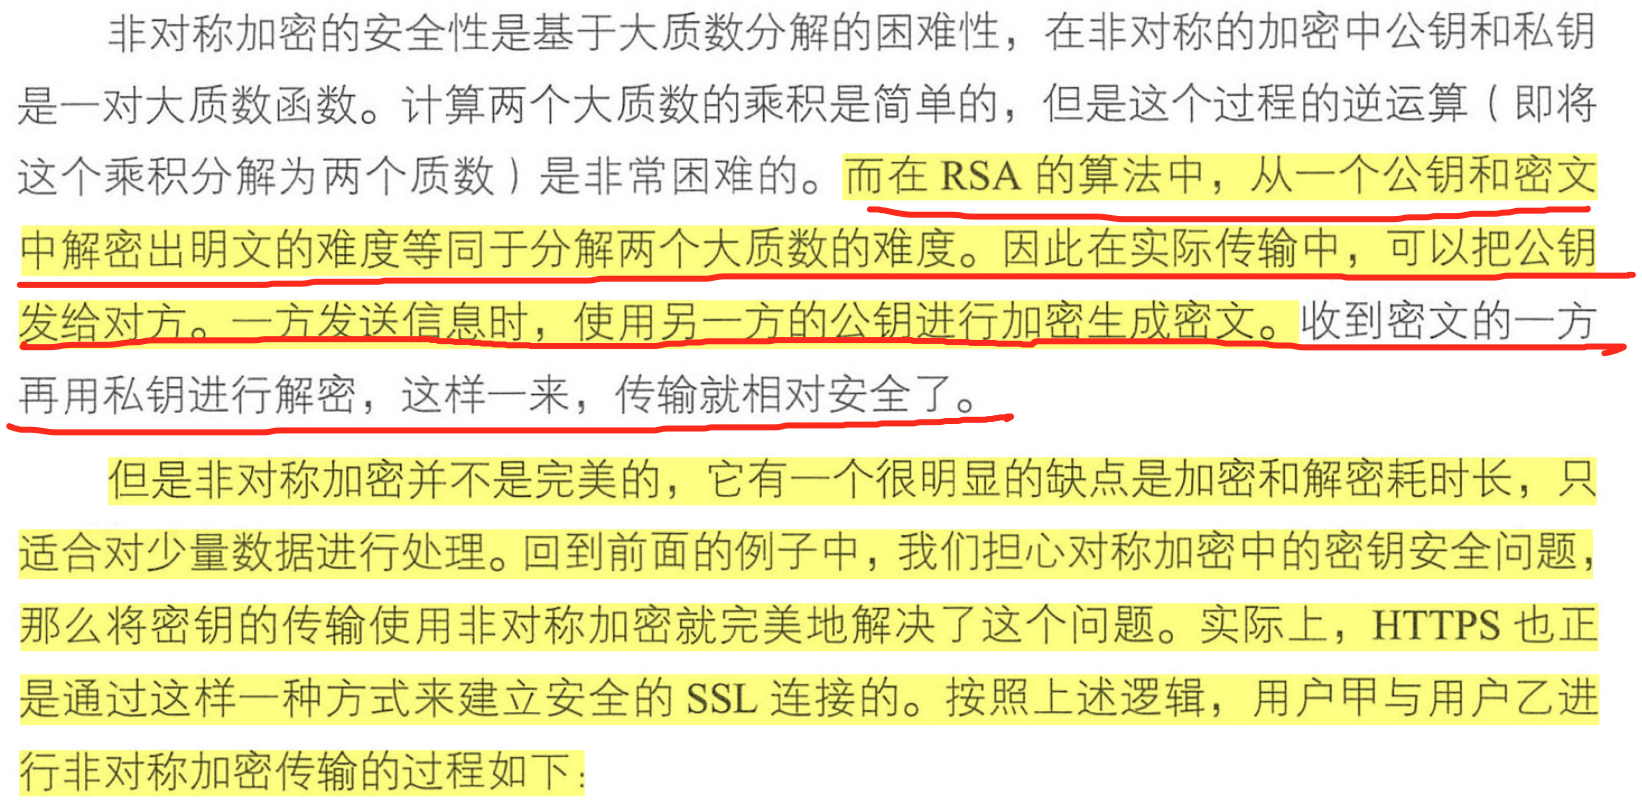 非对称加密的安全性是基于大质数分解的困难性，在非对称的加密中公钥和私钥
是一对大质数函数。计算两个大质数的乘积是简单的，但是这个过程的逆运算（即将
这个乘积分解为两个质数）是非常困难的。而在 RSA 的算法中，从一个公钥和密文
中解密出明文的难度等同于分解两个大质数的难度。因此在实际传输中，可以把公钥
发给对方。一方发送信息时，使用另一方的公钥进行加密生成密文。收到密文的一方
再用私钥进行解密，这样一来，传输就相对安全了。
但是非对称加密并不是完美的，它有一个很明显的缺点是加密和解密耗时长，只
适合对少量数据进行处理。回到前面的例子中，我们担心对称加密中的密钥安全问题，
那么将密钥的传输使用非对称加密就完美地解决了这个问题。实际上，HTTPS 也正
是通过这样一种方式来建立安全的 SSL 连接的。按照上述逻辑，用户甲与用户乙进
行非对称加密传输的过程如下：